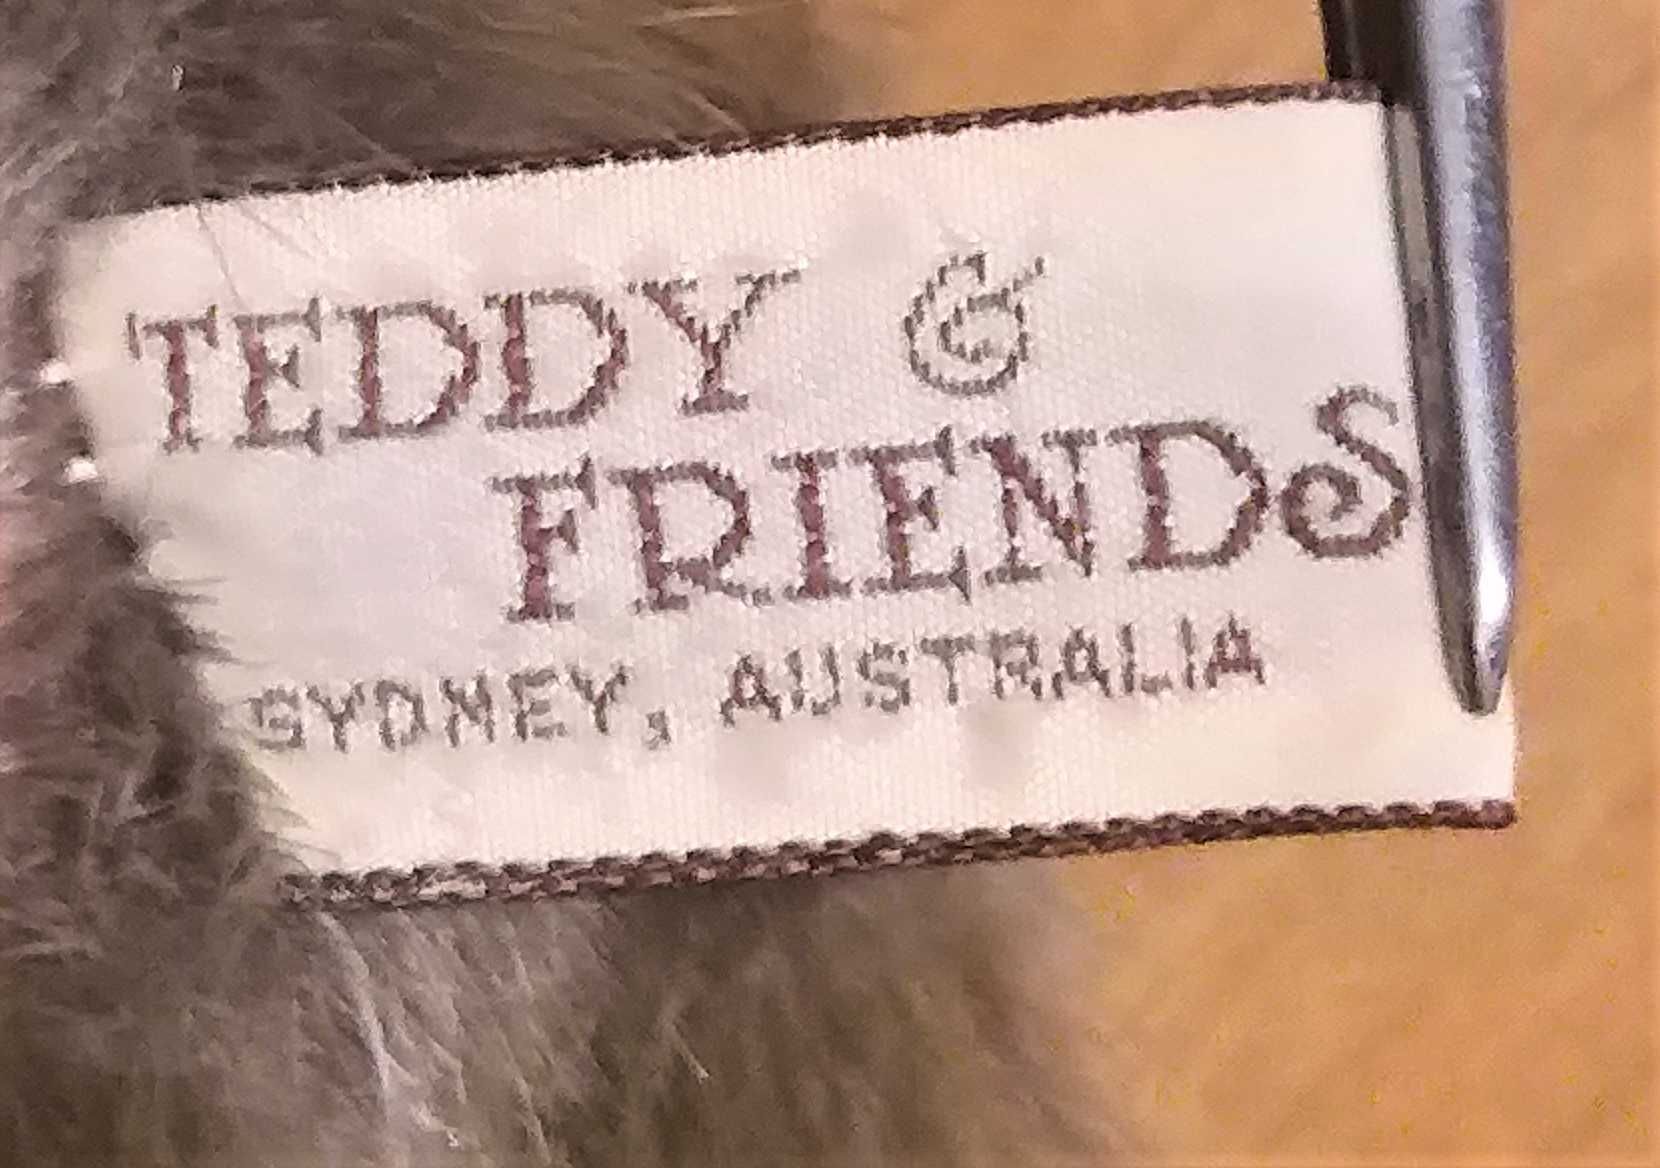 TEDDY &
FRIENDS
SYDNEY, AUSTRALIA